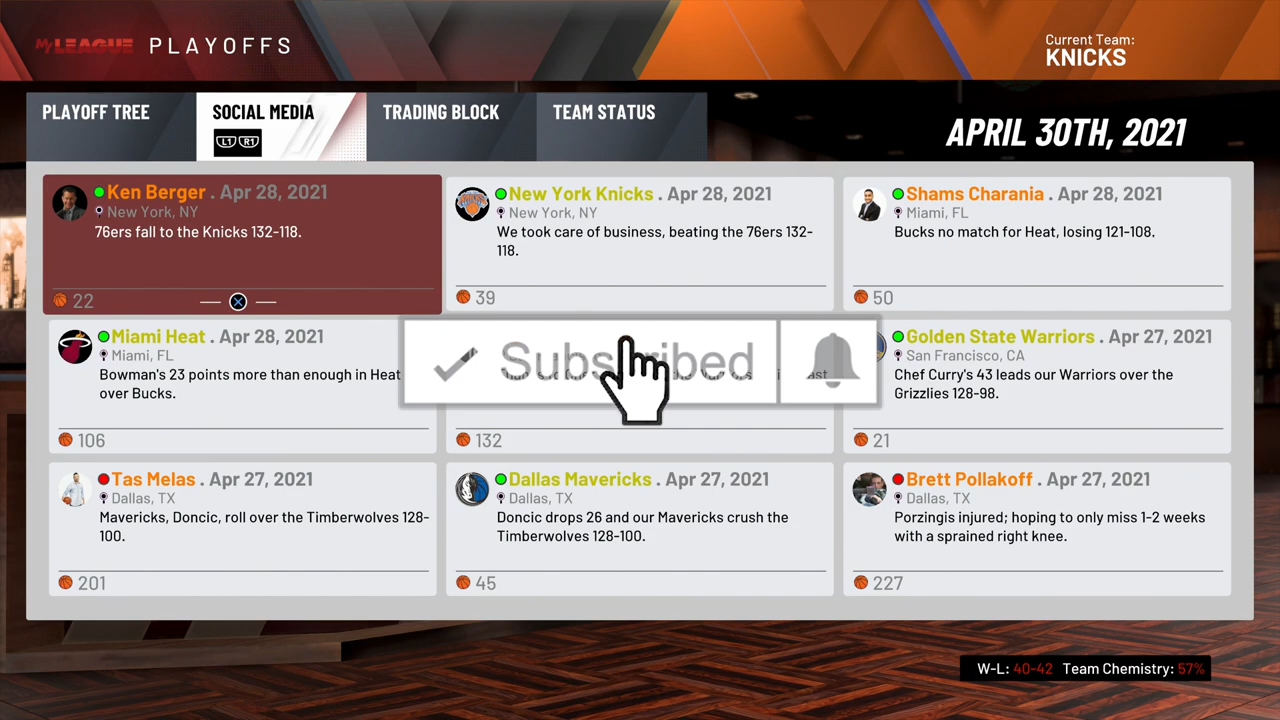 MyLEAGUE PLAYOFFS
Current Team:
KNICKS
PLAYOFF TREE
SOCIAL MEDIA
L1 R1
TRADING BLOCK
TEAM STATUS
APRIL 30TH, 2021
Ken Berger . Apr 28, 2021
New York, NY
76ers fall to the Knicks 132-118.
22
New York Knicks . Apr 28, 2021
New York, NY
We took care of business, beating the 76ers 132-
118.
39
Shams Charania . Apr 28, 2021
Miami, FL
Bucks no match for Heat, losing 121-108.
50
Miami Heat . Apr 28, 2021
Miami, FL
Bowman's 23 points more than enough in Heat
over Bucks.
106
Subscribed
132
Golden State Warriors . Apr 27, 2021
San Francisco, CA
Chef Curry's 43 leads our Warriors over the
Grizzlies 128-98.
21
Tas Melas . Apr 27, 2021
Dallas, TX
Mavericks, Doncic, roll over the Timberwolves 128-
100.
201
Dallas Mavericks . Apr 27, 2021
Dallas, TX
Doncic drops 26 and our Mavericks crush the
Timberwolves 128-100.
45
Brett Pollakoff . Apr 27, 2021
Dallas, TX
Porzingis injured; hoping to only miss 1-2 weeks
with a sprained right knee.
227
W-L: 40-42 Team Chemistry: 57%